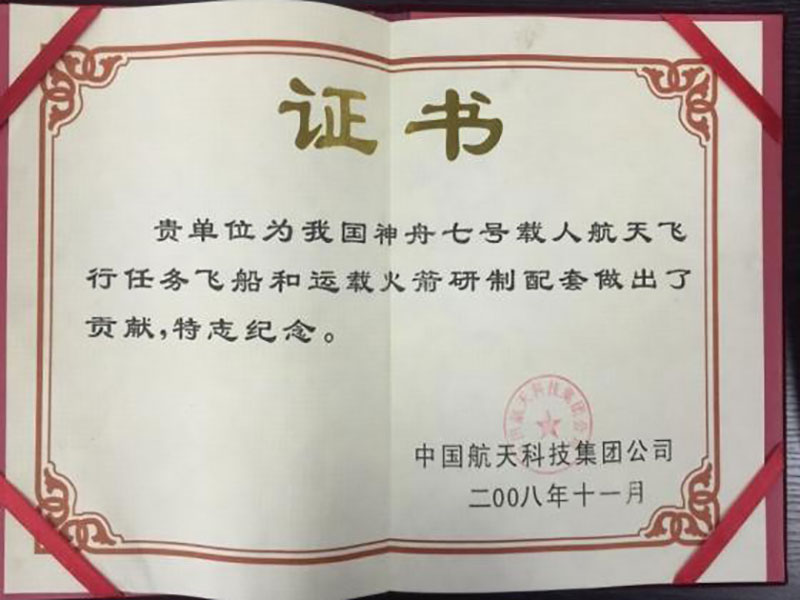 证书
贵单位为我国神舟七号载人航天飞
行任务飞船和运载火箭研制配套做出了
贡献,特志纪念。
中国航天科技集团公司
二00八年十一月